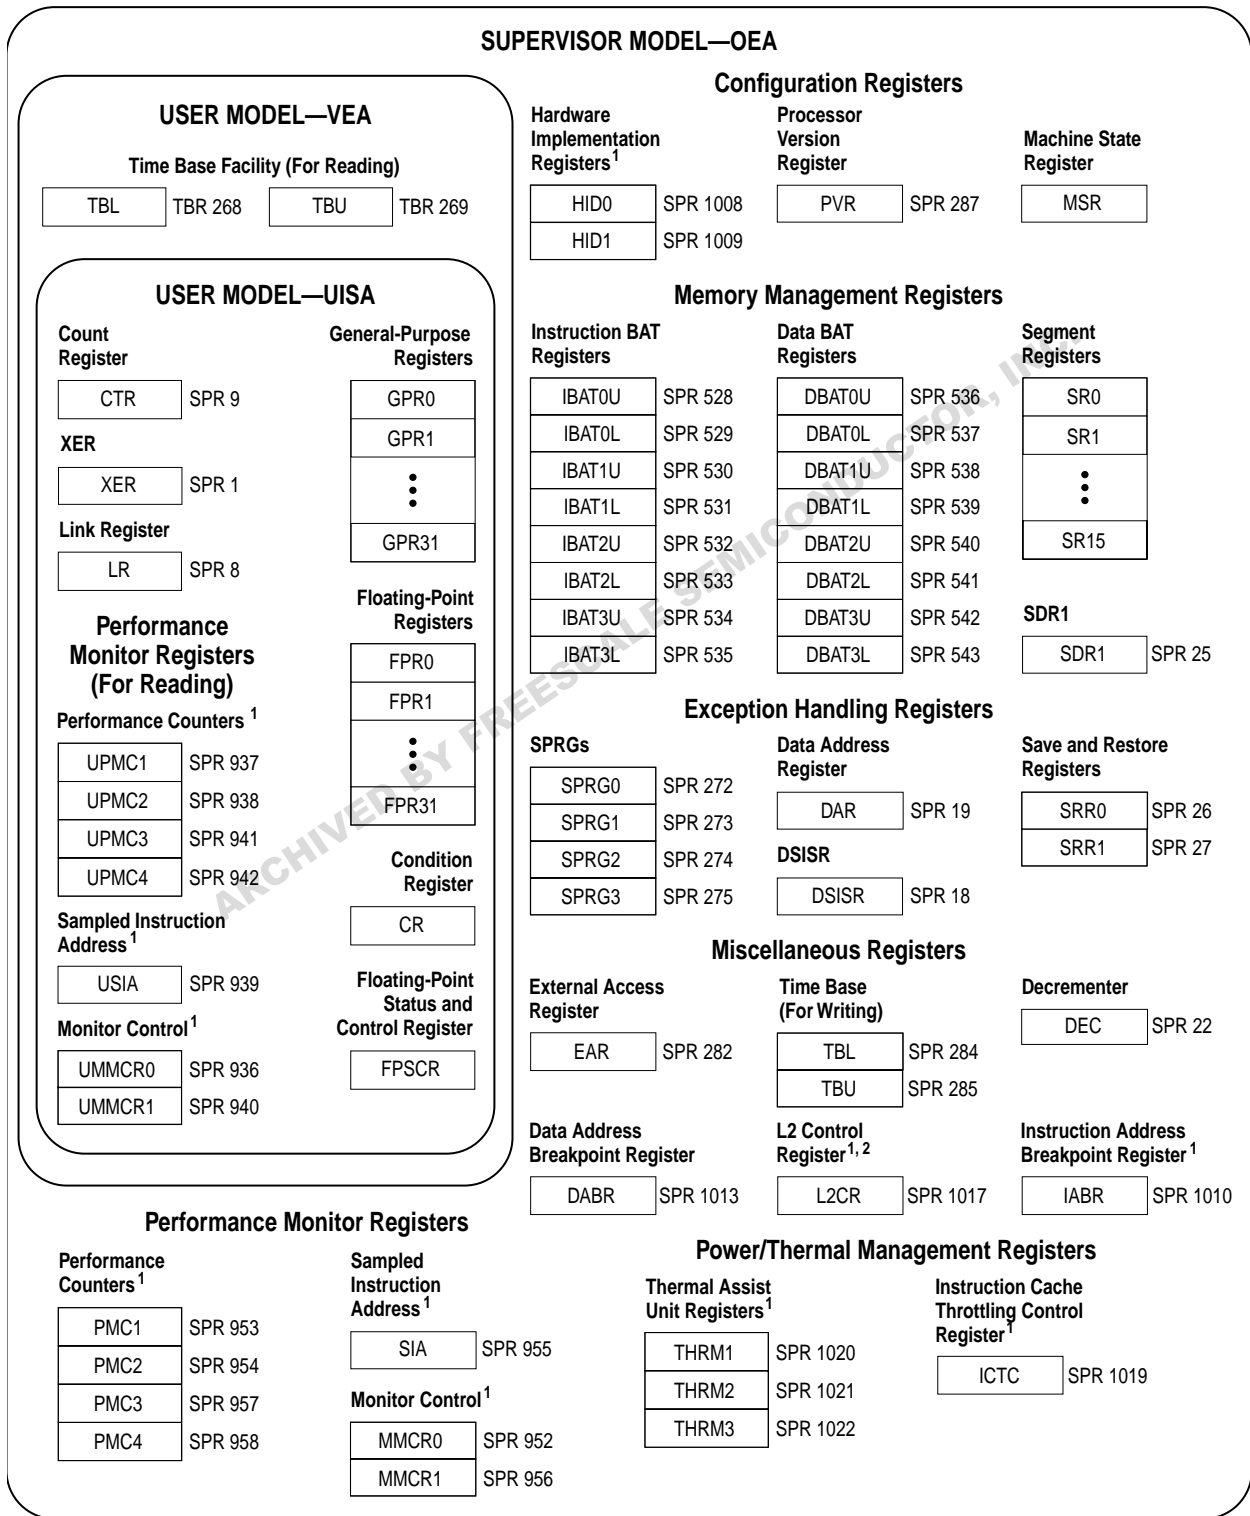 SUPERVISOR MODEL—OEA
USER MODEL—VEA
Time Base Facility (For Reading)
TBL TBR 268 TBU TBR 269
USER MODEL—UISA
Count
Register
CTR SPR 9
XER
XER SPR 1
Link Register
LR SPR 8
Performance
Monitor Registers
(For Reading)
Performance Counters 1
UPMC1 SPR 937
UPMC2 SPR 938
UPMC3 SPR 941
UPMC4 SPR 942
Sampled Instruction
Address 1
USIA SPR 939
Monitor Control 1
UMMCR0 SPR 936
UMMCR1 SPR 940
General-Purpose
Registers
GPR0
GPR1
GPR31
Floating-Point
Registers
FPR0
FPR1
FPR31
Condition
Register
CR
Floating-Point
Status and
Control Register
FPSCR
Configuration Registers
Hardware
Implementation
Registers 1
HID0 SPR 1008
HID1 SPR 1009
Processor
Version
Register
PVR SPR 287
Machine State
Register
MSR
Memory Management Registers
Instruction BAT
Registers
IBAT0U SPR 528
IBAT0L SPR 529
IBAT1U SPR 530
IBAT1L SPR 531
IBAT2U SPR 532
IBAT2L SPR 533
IBAT3U SPR 534
IBAT3L SPR 535
Data BAT
Registers
DBAT0U SPR 536
DBAT0L SPR 537
DBAT1U SPR 538
DBAT1L SPR 539
DBAT2U SPR 540
DBAT2L SPR 541
DBAT3U SPR 542
DBAT3L SPR 543
Segment
Registers
SR0
SR1
SR15
SDR1
SDR1 SPR 25
Exception Handling Registers
SPRGs
SPRG0 SPR 272
SPRG1 SPR 273
SPRG2 SPR 274
SPRG3 SPR 275
Data Address
Register
DAR SPR 19
DSISR
DSISR SPR 18
Save and Restore
Registers
SRR0 SPR 26
SRR1 SPR 27
Miscellaneous Registers
External Access
Register
EAR SPR 282
Time Base
(For Writing)
TBL SPR 284
TBU SPR 285
Decrementer
DEC SPR 22
Data Address
Breakpoint Register
DABR SPR 1013
L2 Control
Register 1, 2
L2CR SPR 1017
Instruction Address
Breakpoint Register 1
IABR SPR 1010
Performance Monitor Registers
Performance
Counters 1
PMC1 SPR 953
PMC2 SPR 954
PMC3 SPR 957
PMC4 SPR 958
Sampled
Instruction
Address 1
SIA SPR 955
Monitor Control 1
MMCR0 SPR 952
MMCR1 SPR 956
Power/Thermal Management Registers
Thermal Assist
Unit Registers 1
THRM1 SPR 1020
THRM2 SPR 1021
THRM3 SPR 1022
Instruction Cache
Throttling Control
Register 1
ICTC SPR 1019
ARCHIVED BY FREESCALE SEMICONDUCTOR, INC.